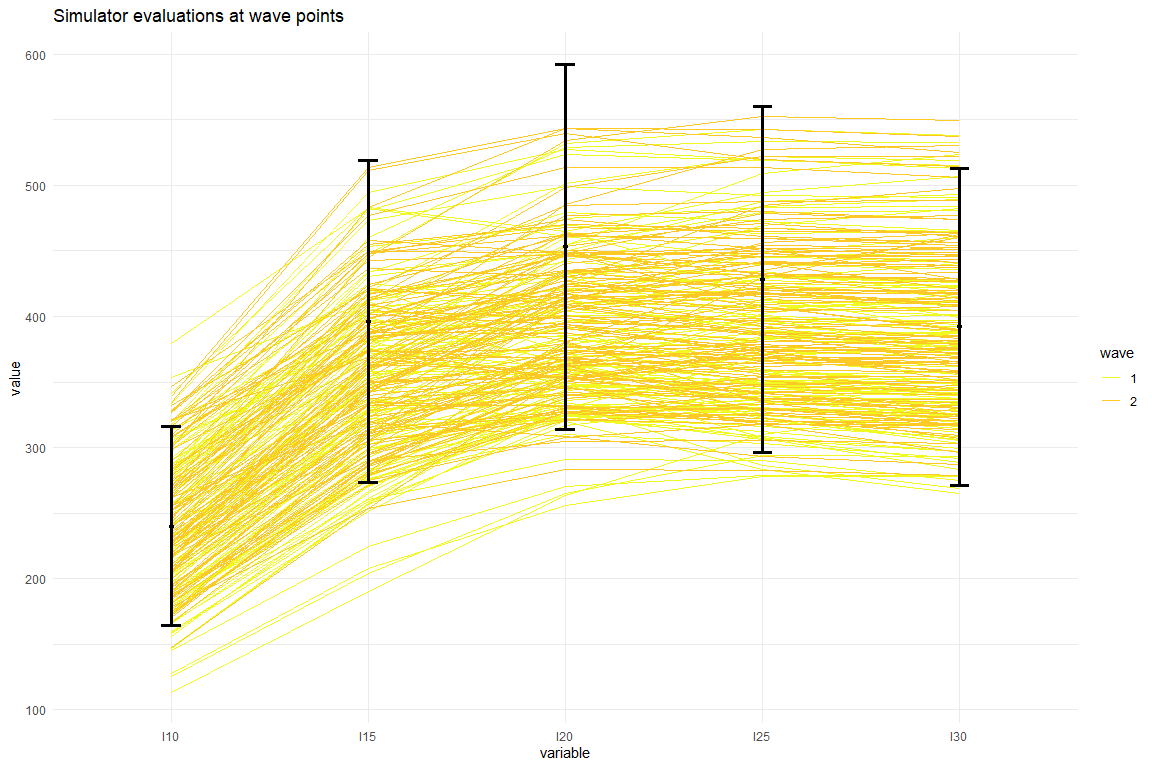 Simulator evaluations at wave points
600
500
400
300
200
100
value
I10
I15
I20
I25
I30
variable
wave
1
2